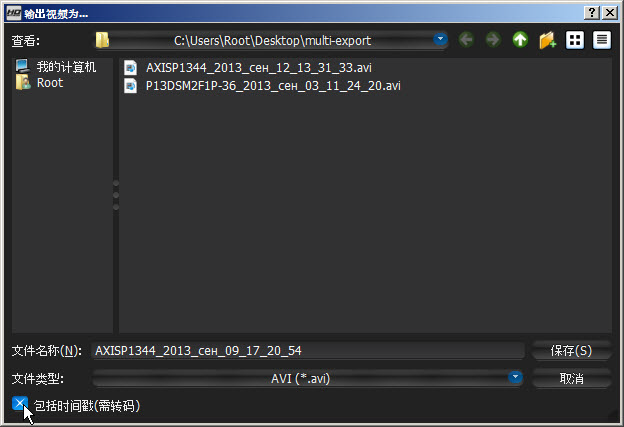 HD 输出视频为...
查看: C:\Users\Root\Desktop\multi-export
我的计算机
Root
AXISP1344_2013_сен_12_13_31_33.avi
P13DSM2F1P-36_2013_сен_03_11_24_20.avi
文件名称(N): AXISP1344_2013_сен_09_17_20_54 保存(S)
文件类型: AVI (*.avi) 取消
包括时间戳(需转码)